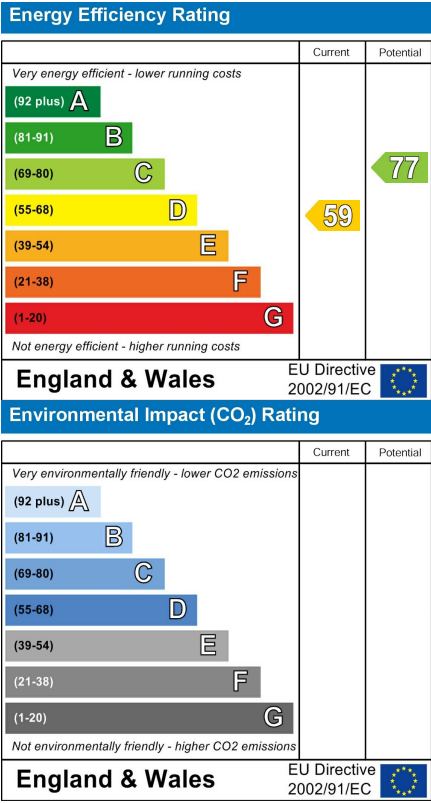 Energy Efficiency Rating
Current Potential
Very energy efficient - lower running costs
(92 plus) A
(81-91) B
(69-80) C
77
(55-68) D
59
(39-54) E
(21-38) F
(1-20) G
Not energy efficient - higher running costs
England & Wales
EU Directive
2002/91/EC
Environmental Impact (CO₂) Rating
Current Potential
Very environmentally friendly - lower CO2 emissions
(92 plus) A
(81-91) B
(69-80) C
(55-68) D
(39-54) E
(21-38) F
(1-20) G
Not environmentally friendly - higher CO2 emissions
England & Wales
EU Directive
2002/91/EC